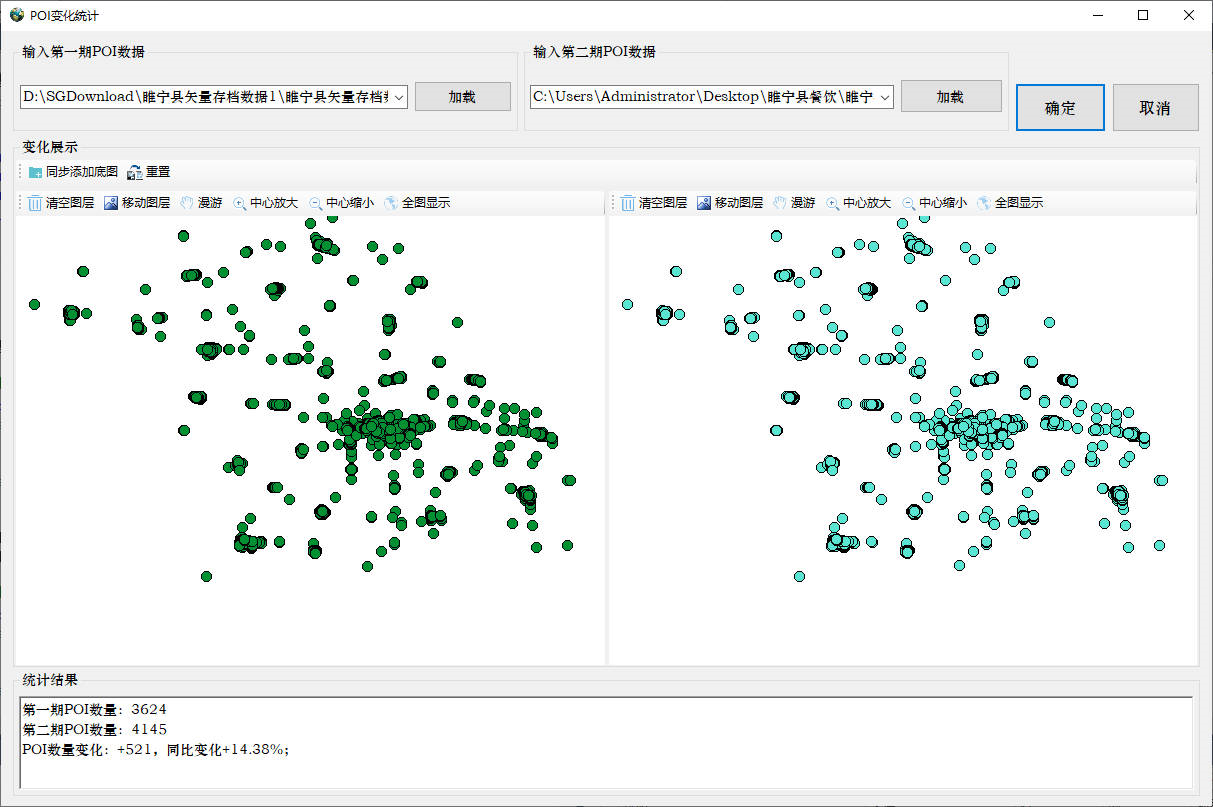 POI变化统计
输入第一期POI数据
输入第二期POI数据
D:\SGDownload\睢宁县矢量存档数据1\睢宁县矢量存档
加载
C:\Users\Administrator\Desktop\睢宁县餐饮\睢宁
加载
确定
取消
变化展示
同步添加底图 重置
清空图层 移动图层 漫游 中心放大 中心缩小 全图显示
清空图层 移动图层 漫游 中心放大 中心缩小 全图显示
统计结果
第一期POI数量：3624
第二期POI数量：4145
POI数量变化：+521，同比变化+14.38%；